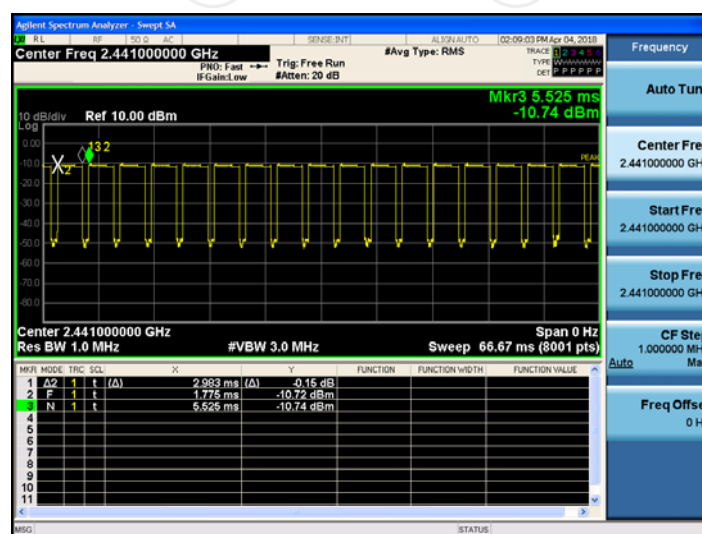 Agilent Spectrum Analyzer - Swept SA
RL RF 50 Ω AC SENSE:INT ALIGN AUTO 02:09:03 PM Apr 04, 2018
Center Freq 2.441000000 GHz
PNO: Fast
IFGain:Low
Trig: Free Run
#Atten: 20 dB
#Avg Type: RMS
TRACE 1 2 3 4 5 6
TYPE
DET P P P P P P
Mkr3 5.525 ms
-10.74 dBm
10 dB/div Ref 10.00 dBm
Log
132
0.00
-10.0
X2
PEAK
-20.0
-30.0
-40.0
-50.0
-60.0
-70.0
-80.0
Center 2.441000000 GHz Span 0 Hz
Res BW 1.0 MHz #VBW 3.0 MHz Sweep 66.67 ms (8001 pts)
MKR MODE TRC SCL X Y FUNCTION FUNCTION WIDTH FUNCTION VALUE
1 Δ2 1 t (Δ) 2.983 ms (Δ) -0.15 dB
2 F 1 t 1.775 ms -10.72 dBm
3 N 1 t 5.525 ms -10.74 dBm
4
5
6
7
8
9
10
11
MSG STATUS
Frequency
Auto Tun
Center Fre
2.441000000 GH
Start Fre
2.441000000 GH
Stop Fre
2.441000000 GH
CF Ste
1.000000 MH
Auto Ma
Freq Offse
0 H